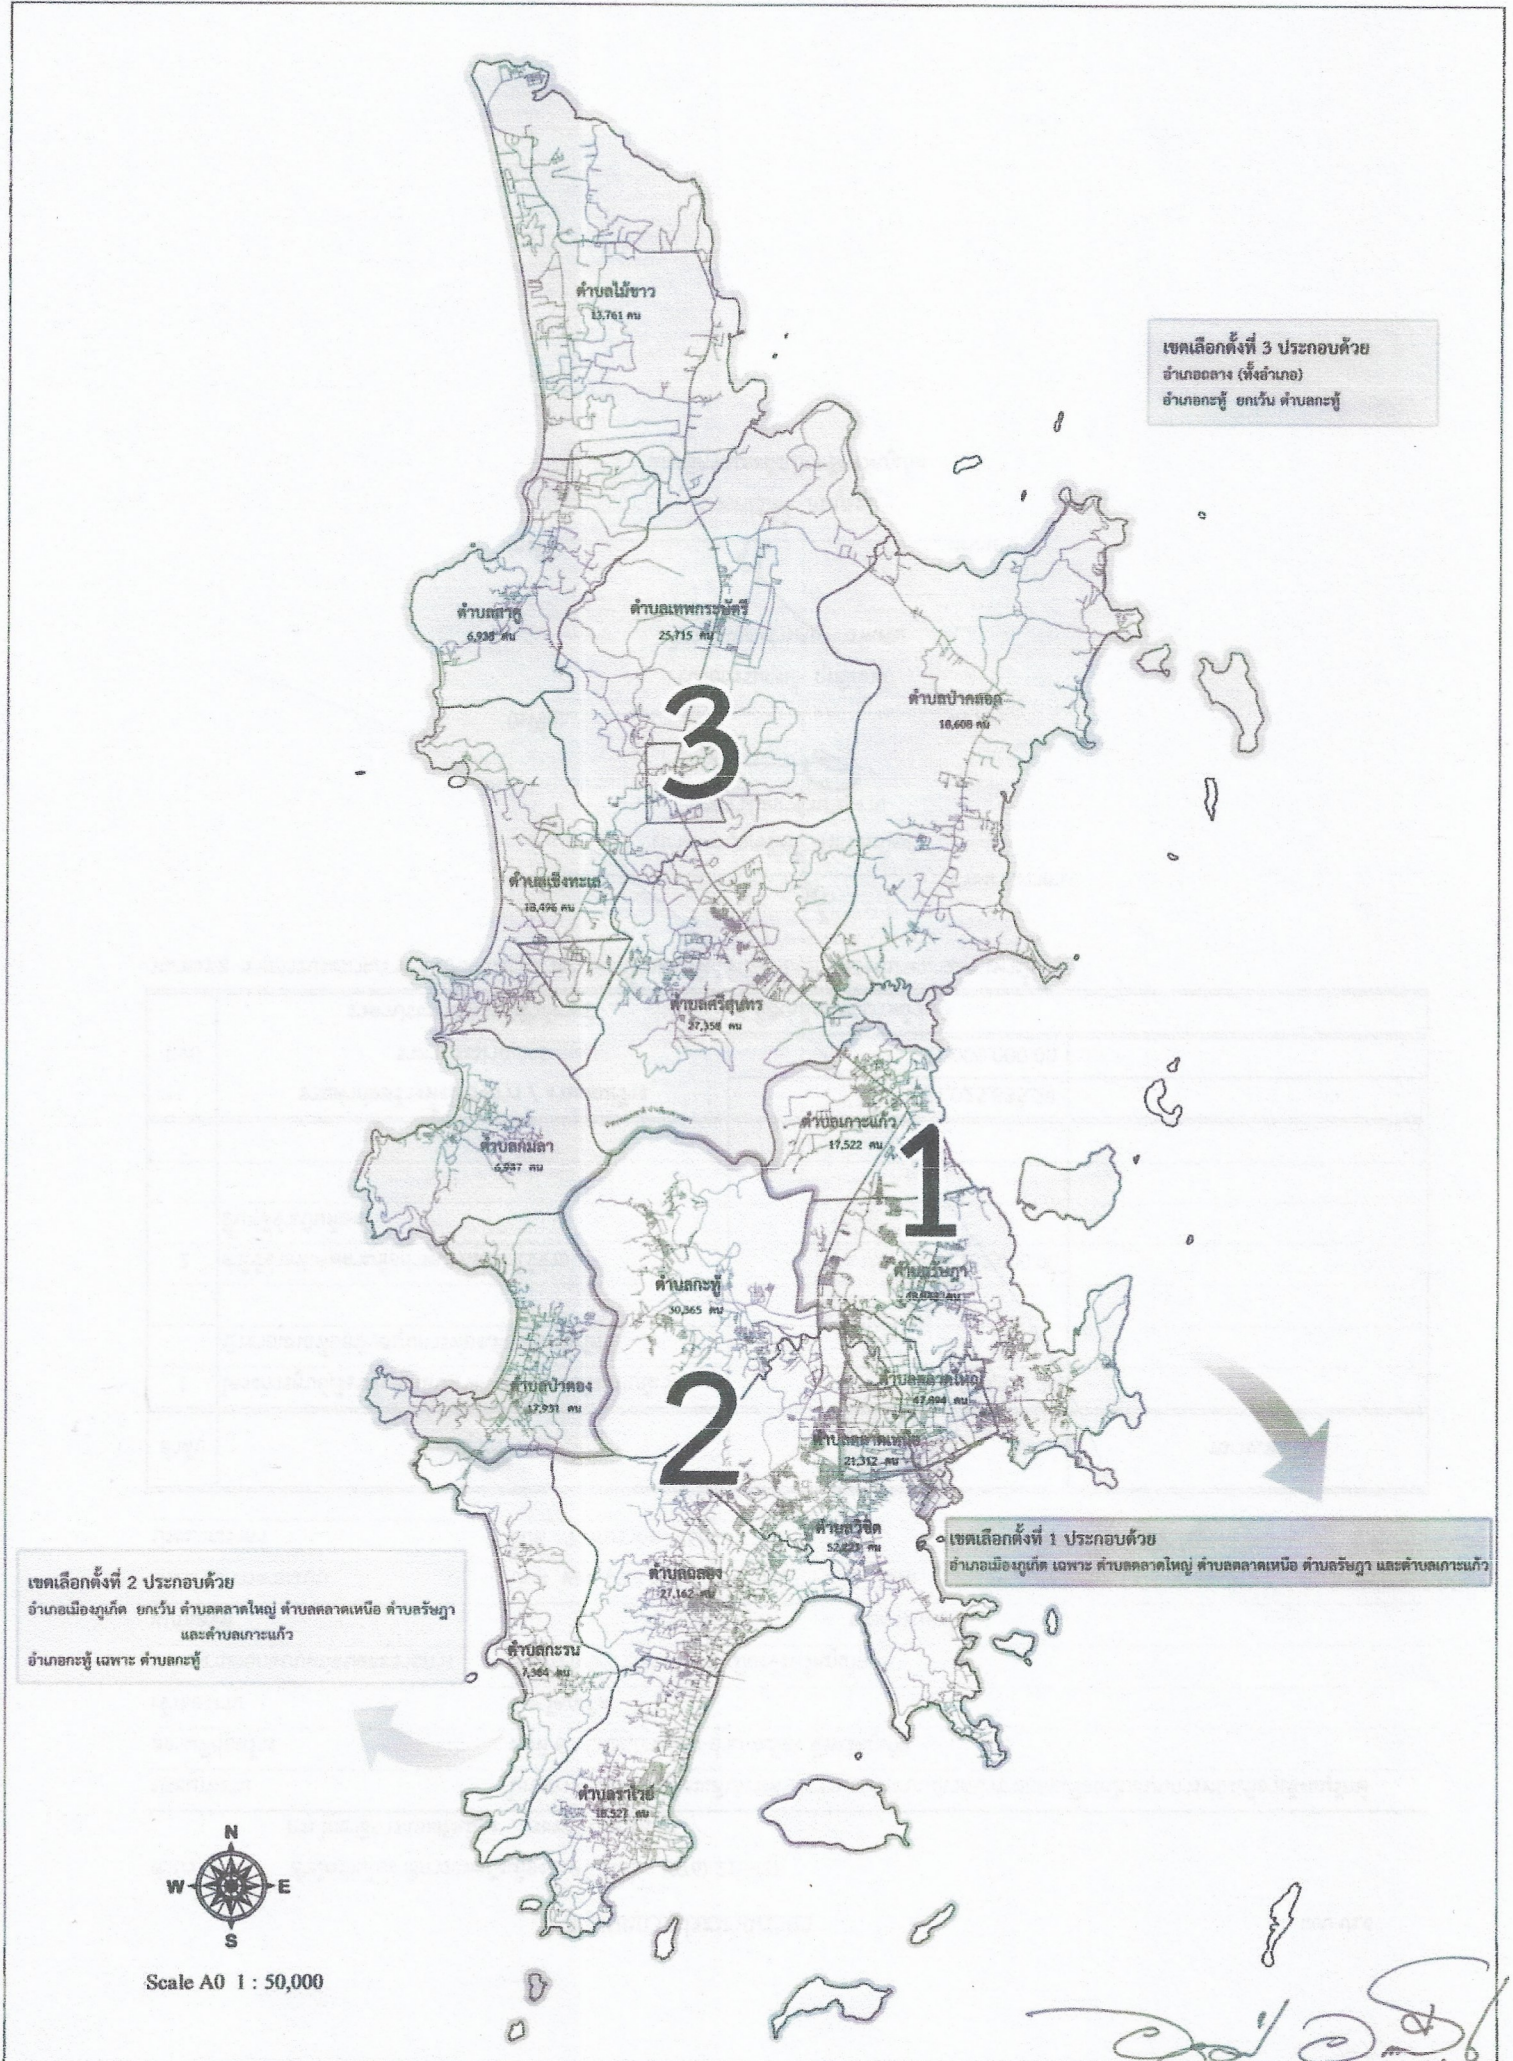 ตำบลไม้ขาว
13,761 คน
เขตเลือกตั้งที่ 3 ประกอบด้วย
อำเภอถลาง (ทั้งอำเภอ)
อำเภอกะทู้ ยกเว้น ตำบลกะทู้
ตำบลสาคู
6,938 คน
ตำบลเทพกระษัตรี
25,715 คน
ตำบลป่าคลอก
18,608 คน
3
ตำบลเชิงทะเล
18,496 คน
ตำบลศรีสุนทร
27,358 คน
ตำบลเกาะแก้ว
17,522 คน
1
ตำบลกมลา
6,987 คน
ตำบลรัษฎา
คน
ตำบลกะทู้
30,365 คน
ตำบลป่าตอง
17,931 คน
2
ตำบลตลาดใหญ่
47,694 คน
ตำบลตลาดเหนือ
21,312 คน
ตำบลวิชิต
คน
เขตเลือกตั้งที่ 1 ประกอบด้วย
อำเภอเมืองภูเก็ต เฉพาะ ตำบลตลาดใหญ่ ตำบลตลาดเหนือ ตำบลรัษฎา และตำบลเกาะแก้ว
ตำบลฉลอง
27,162 คน
เขตเลือกตั้งที่ 2 ประกอบด้วย
อำเภอเมืองภูเก็ต ยกเว้น ตำบลตลาดใหญ่ ตำบลตลาดเหนือ ตำบลรัษฎา
และตำบลเกาะแก้ว
อำเภอกะทู้ เฉพาะ ตำบลกะทู้
ตำบลกะรน
7,384 คน
ตำบลราไวย์
18,527 คน
N
W E
S
Scale A0 1 : 50,000